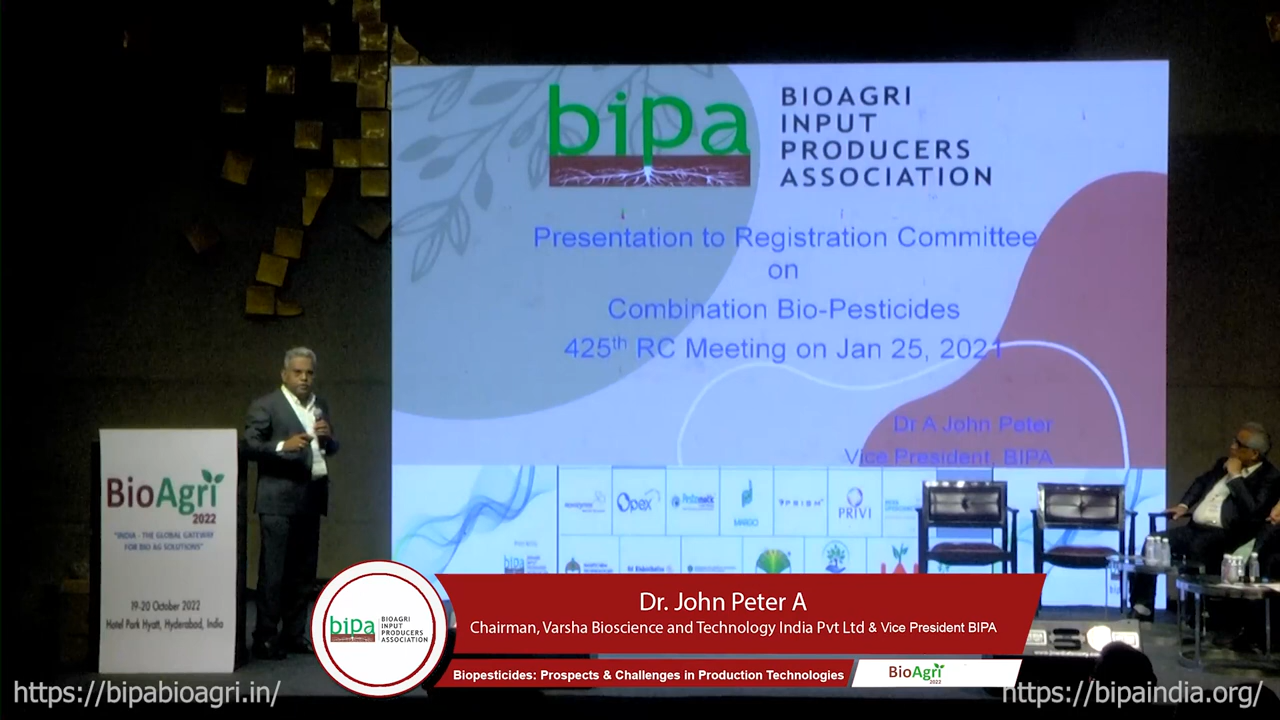 bipa
BIOAGRI
INPUT
PRODUCERS
ASSOCIATION
Presentation to Registration Committee
on
Combination Bio-Pesticides
425th RC Meeting on Jan 25, 2021
Dr A John Peter
Vice President, BIPA
Opex
MARGO
PRISM
PRIVI
bipa
BioAgri
2022
"INDIA - THE GLOBAL GATEWAY
FOR BIO AG SOLUTIONS"
19-20 October 2022
Hotel Park Hyatt, Hyderabad, India
bipa
BIOAGRI
INPUT
PRODUCERS
ASSOCIATION
Dr. John Peter A
Chairman, Varsha Bioscience and Technology India Pvt Ltd & Vice President BIPA
Biopesticides: Prospects & Challenges in Production Technologies
BioAgri
2022
https://bipabioagri.in/
https://bipaindia.org/